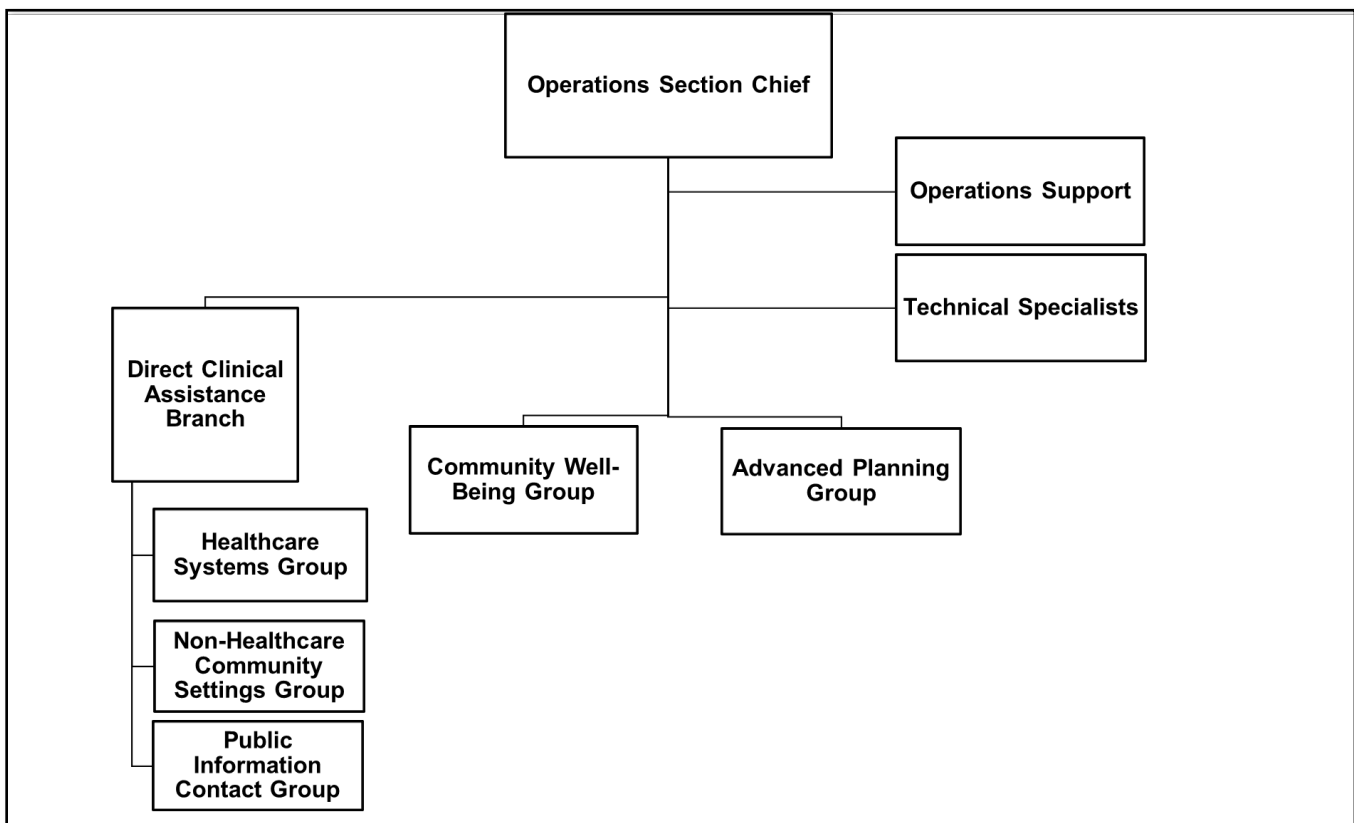 Operations Section Chief
Operations Support
Technical Specialists
Direct Clinical
Assistance
Branch
Community Well-
Being Group
Advanced Planning
Group
Healthcare
Systems Group
Non-Healthcare
Community
Settings Group
Public
Information
Contact Group